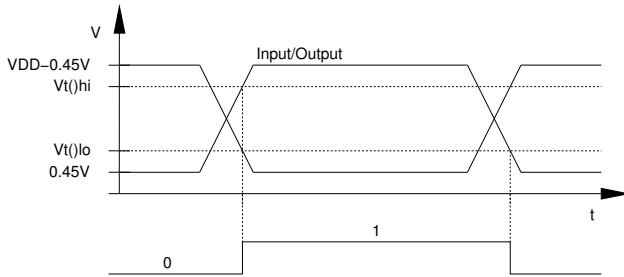 V
Input/Output
VDD–0.45V
Vt()hi
Vt()lo
0.45V
t
1
0